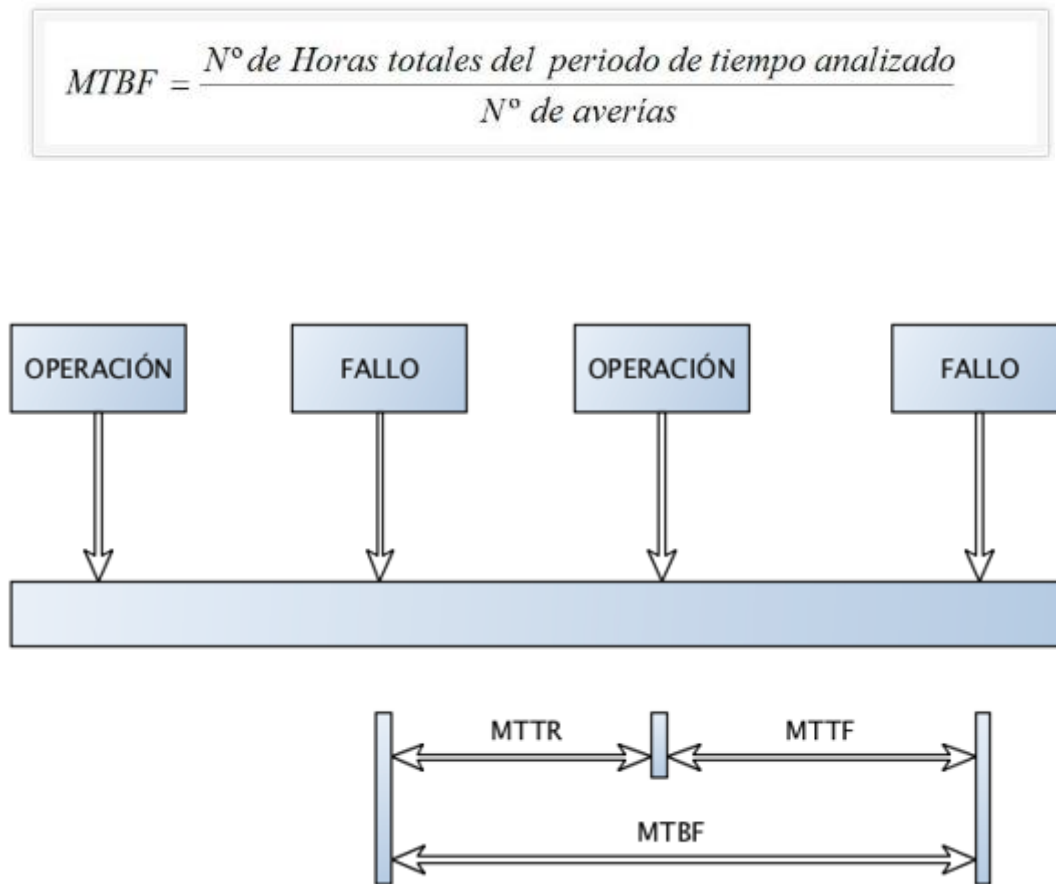 MTBF = Nº de Horas totales del periodo de tiempo analizado
Nº de averías
OPERACIÓN
FALLO
OPERACIÓN
FALLO
MTTR
MTTF
MTBF